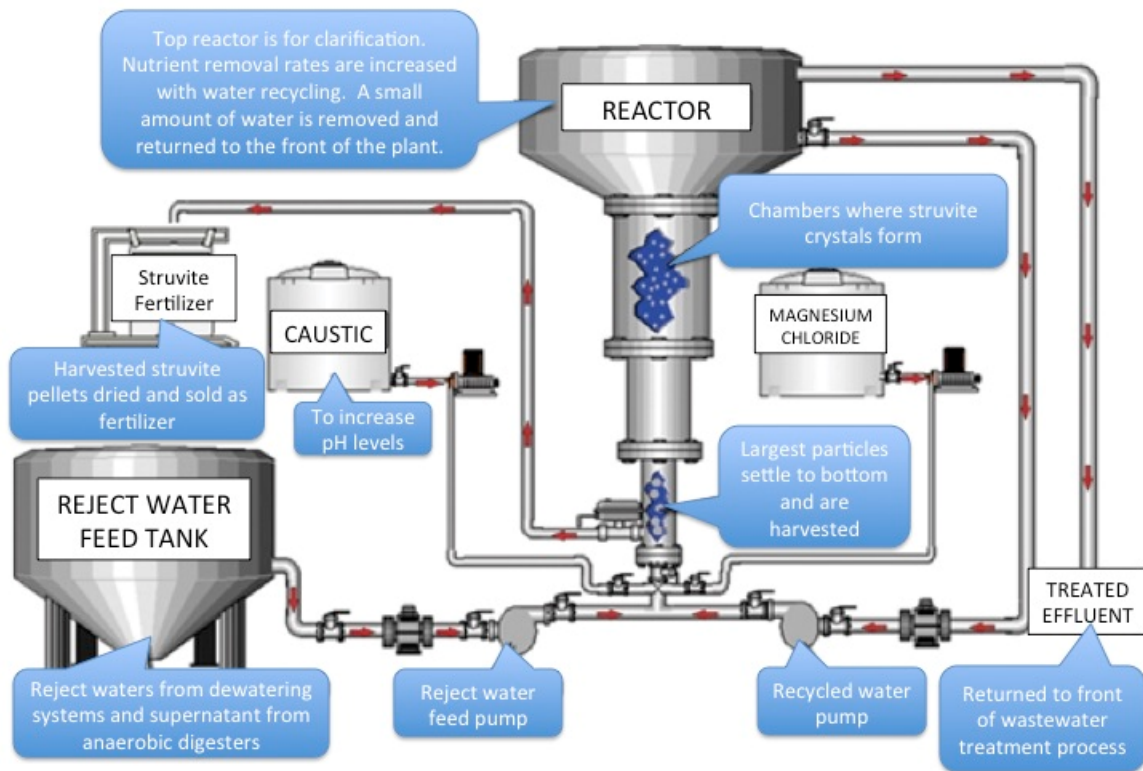 Top reactor is for clarification.
Nutrient removal rates are increased
with water recycling.  A small
amount of water is removed and
returned to the front of the plant.
REACTOR
Chambers where struvite
crystals form
Struvite
Fertilizer
CAUSTIC
MAGNESIUM
CHLORIDE
Harvested struvite
pellets dried and sold as
fertilizer
To increase
pH levels
Largest particles
settle to bottom
and are
harvested
REJECT WATER
FEED TANK
TREATED
EFFLUENT
Reject waters from dewatering
systems and supernatant from
anaerobic digesters
Reject water
feed pump
Recycled water
pump
Returned to front
of wastewater
treatment process